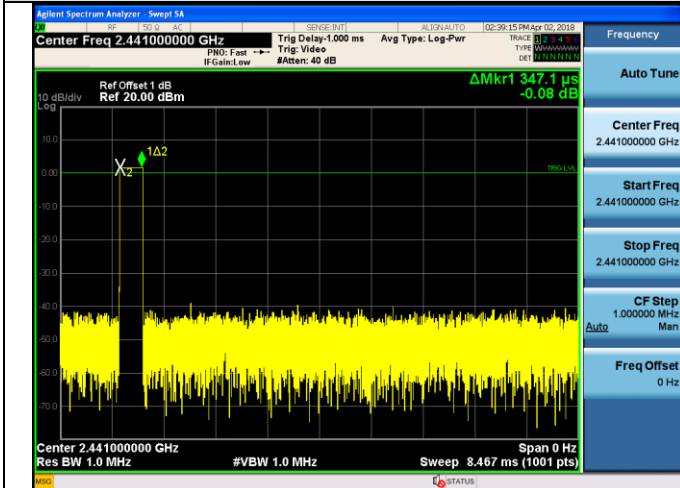 Agilent Spectrum Analyzer - Swept SA
RF 50 Ω AC SENSE:INT ALIGN AUTO 02:39:15 PM Apr 02, 2018
Center Freq 2.441000000 GHz
PNO: Fast
IFGain:Low
Trig Delay-1.000 ms
Trig: Video
#Atten: 40 dB
Avg Type: Log-Pwr
TRACE 1 2 3 4 5 6
TYPE
DET N N N N N N
Frequency
Ref Offset 1 dB
Ref 20.00 dBm
10 dB/div
Log
ΔMkr1 347.1 µs
-0.08 dB
10.0
0.00
-10.0
-20.0
-30.0
-40.0
-50.0
-60.0
-70.0
X2
1Δ2
TRIG LVL
Center 2.441000000 GHz
Span 0 Hz
Res BW 1.0 MHz
#VBW 1.0 MHz
Sweep 8.467 ms (1001 pts)
MSG
STATUS
Auto Tune
Center Freq
2.441000000 GHz
Start Freq
2.441000000 GHz
Stop Freq
2.441000000 GHz
CF Step
1.000000 MHz
Auto Man
Freq Offset
0 Hz